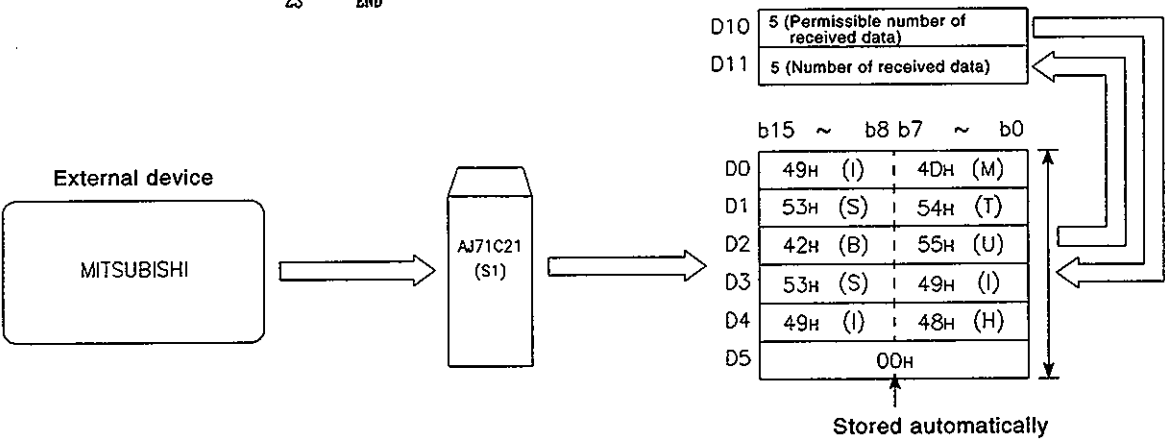 23 END
D10 5 (Permissible number of
received data)
D11 5 (Number of received data)
b15 ~ b8 b7 ~ b0
External device
MITSUBISHI
AJ71C21
(S1)
D0 49H (I) 4DH (M)
D1 53H (S) 54H (T)
D2 42H (B) 55H (U)
D3 53H (S) 49H (I)
D4 49H (I) 48H (H)
D5 00H
Stored automatically